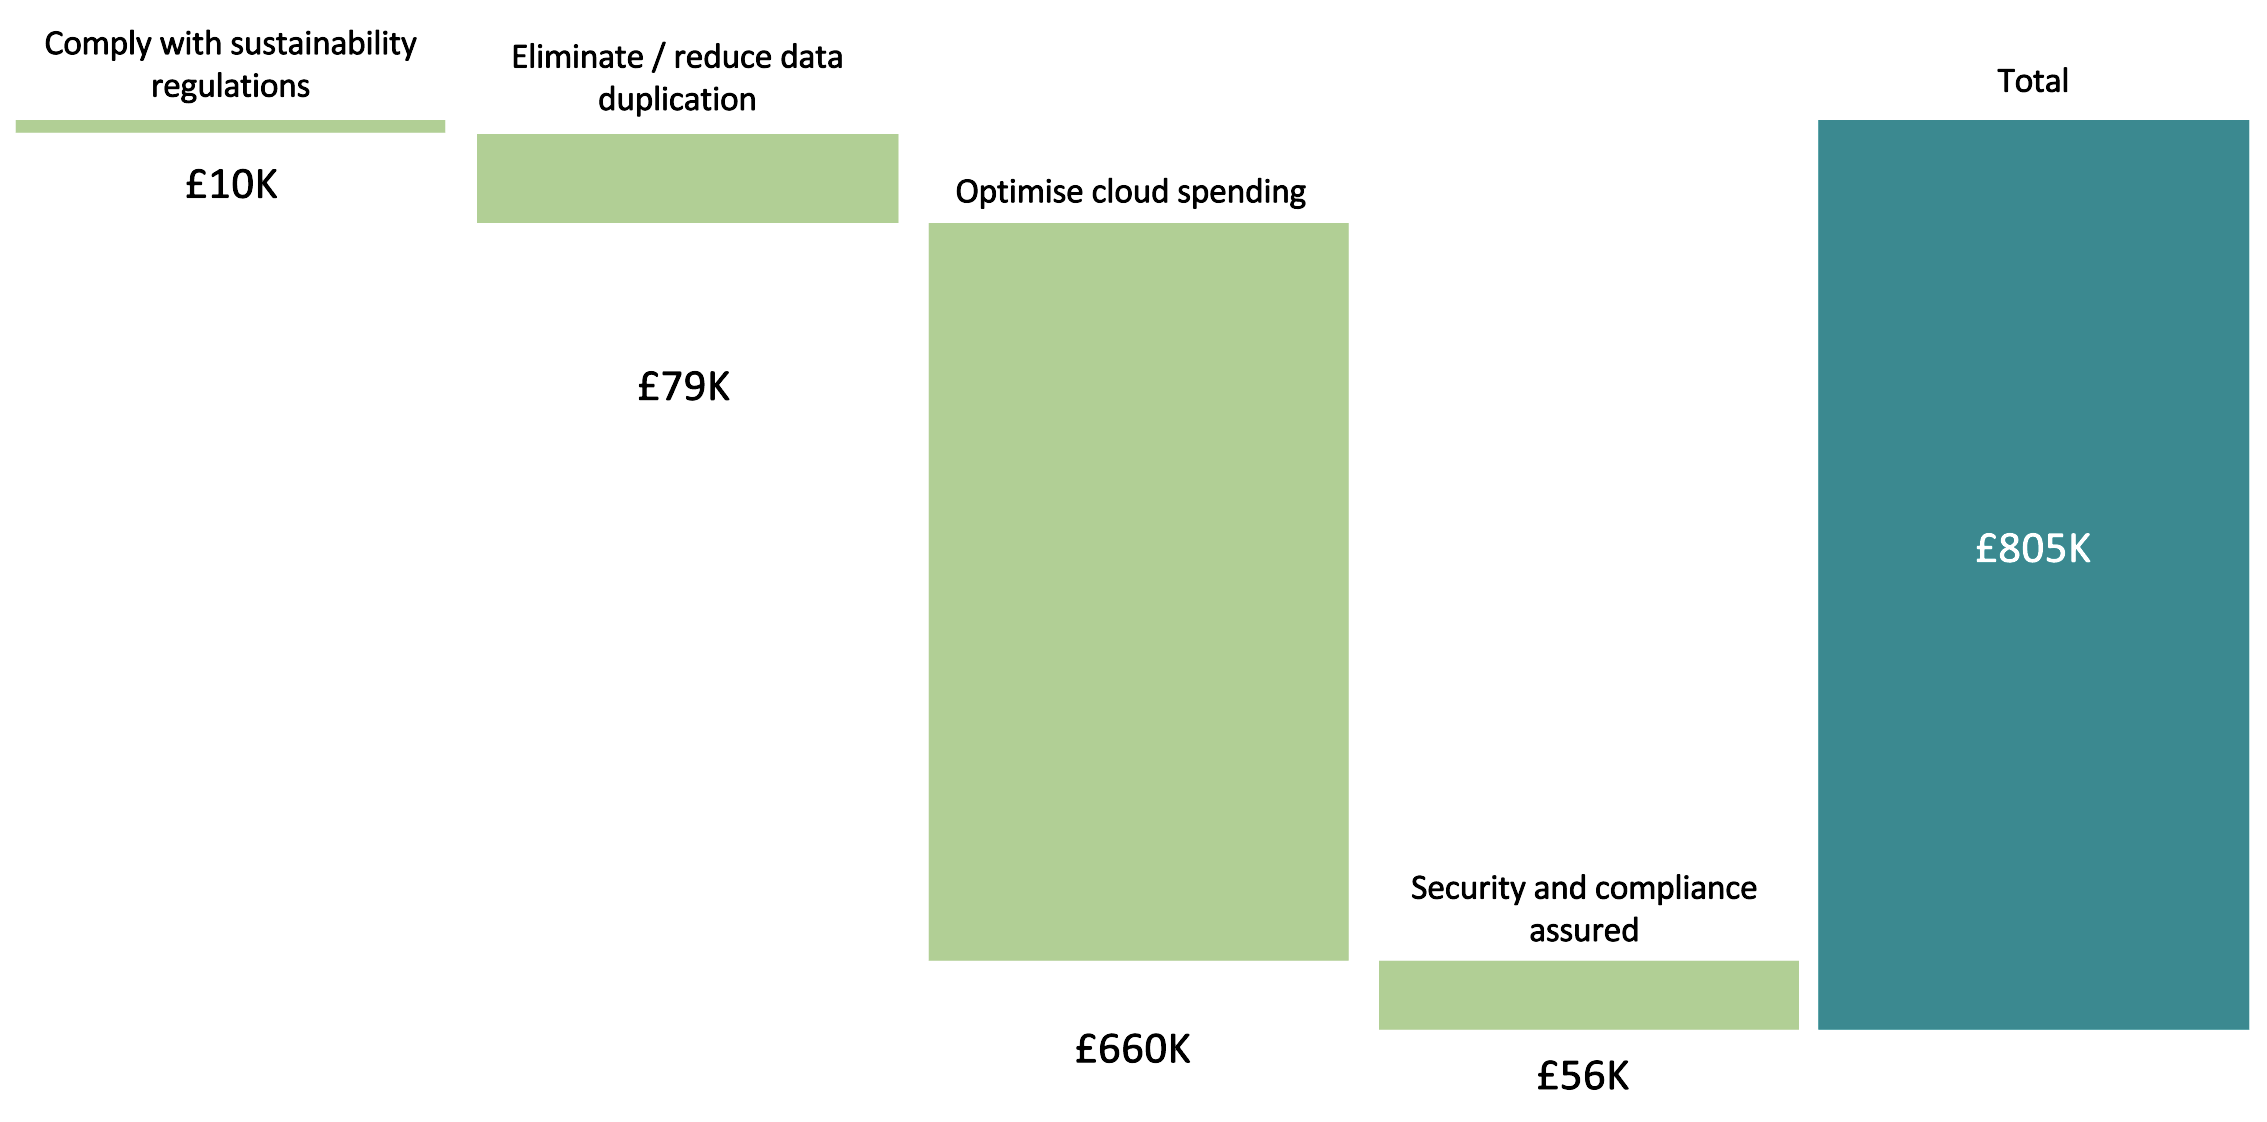 Comply with sustainability
regulations
£10K
Eliminate / reduce data
duplication
£79K
Optimise cloud spending
£660K
Security and compliance
assured
£56K
Total
£805K